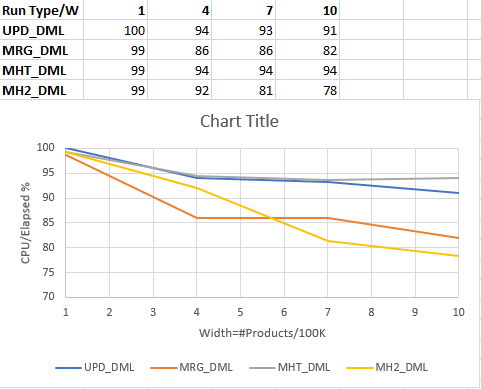 Run Type/W 1 4 7 10
UPD_DML 100 94 93 91
MRG_DML 99 86 86 82
MHT_DML 99 94 94 94
MH2_DML 99 92 81 78
Chart Title
100
95
90
85
80
75
70
CPU/Elapsed %
1 2 3 4 5 6 7 8 9 10
Width=#Products/100K
UPD_DML MRG_DML MHT_DML MH2_DML